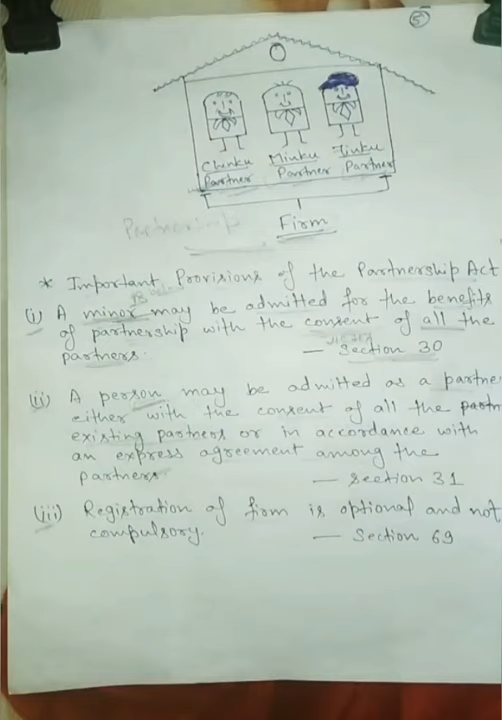 5
Chinku Minku Tinku
Partner Partner Partner
Firm
Partnership
* Important Provisions of the Partnership Act
(i) A minor may be admitted for the benefits
of partnership with the consent of all the
partners. — Section 30
(ii) A person may be admitted as a partne
either with the consent of all the partn
existing partners or in accordance with
an express agreement among the
partners — Section 31
(iii) Registration of firm is optional and not
compulsory. — Section 69